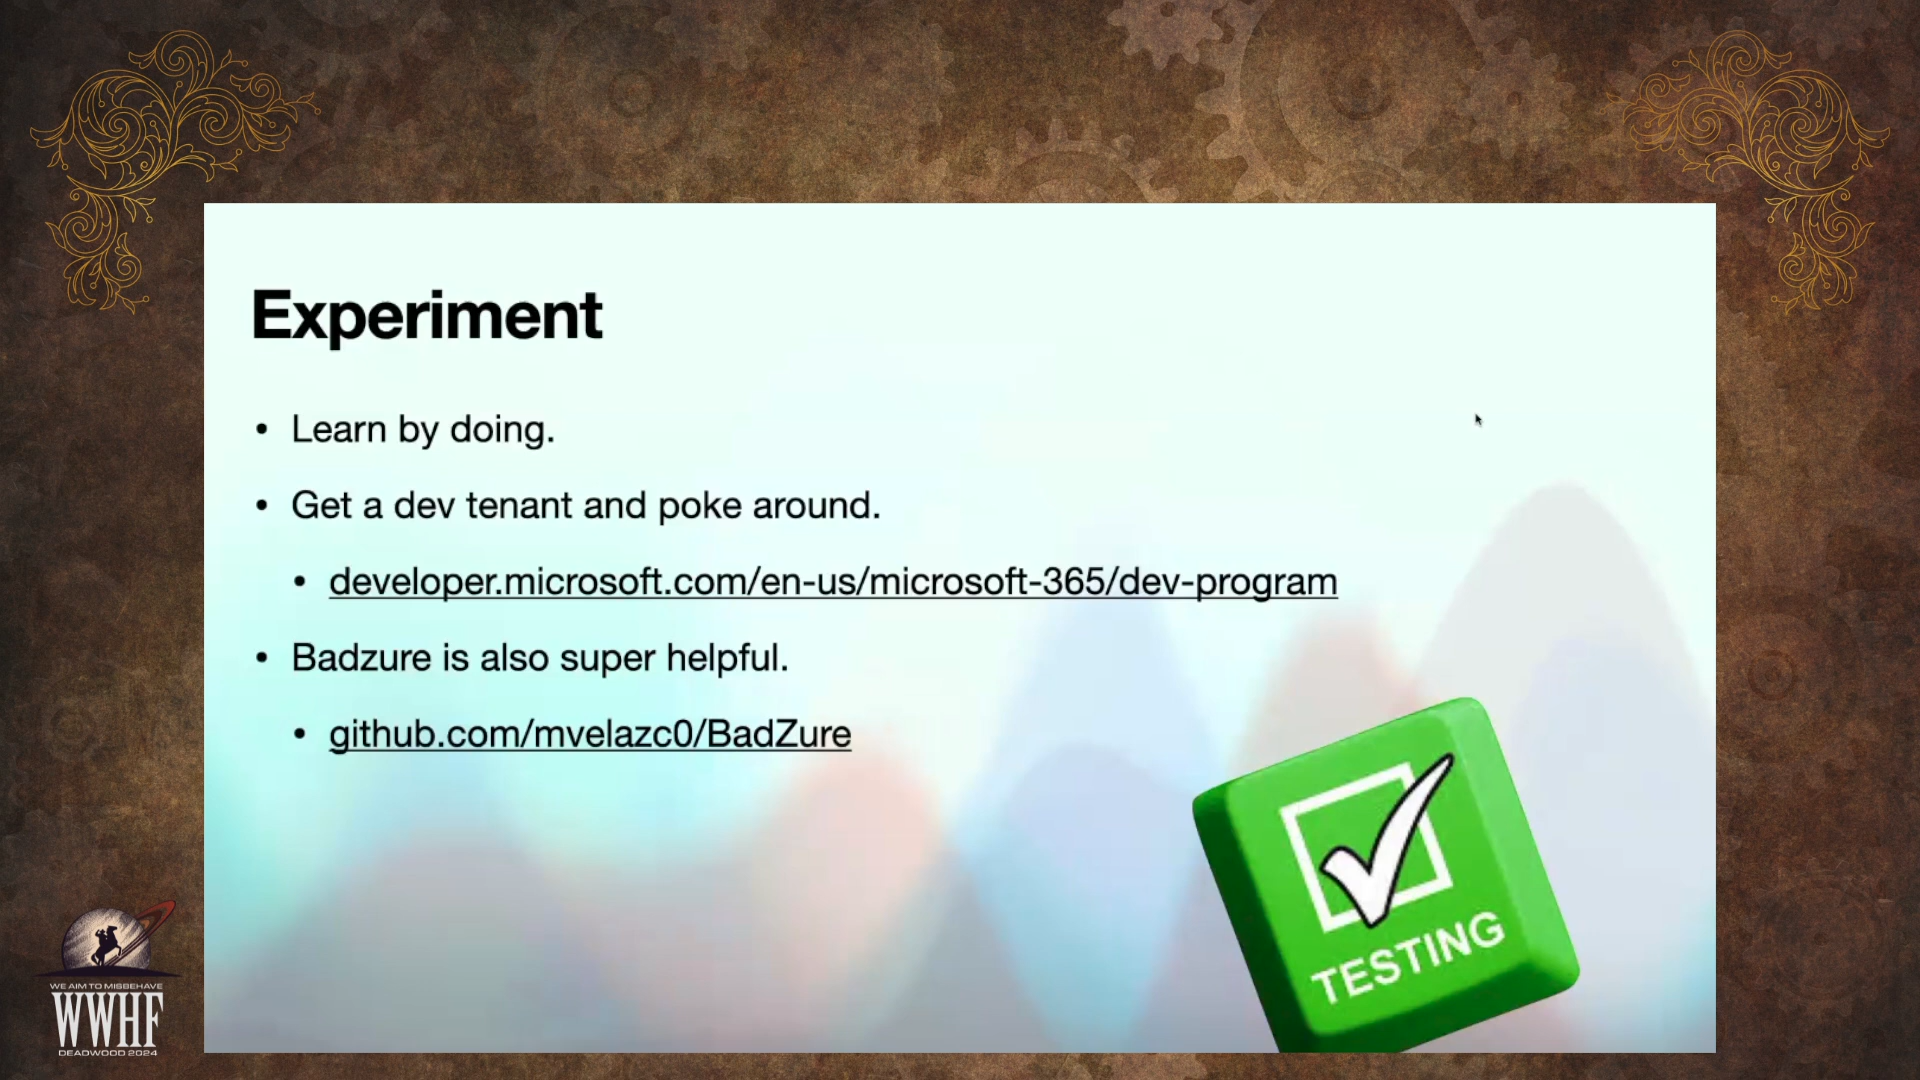 Experiment
• Learn by doing.
• Get a dev tenant and poke around.
• developer.microsoft.com/en-us/microsoft-365/dev-program
• Badzure is also super helpful.
• github.com/mvelazc0/BadZure
TESTING
WE AIM TO MISBEHAVE
WWHF
DEADWOOD 2024